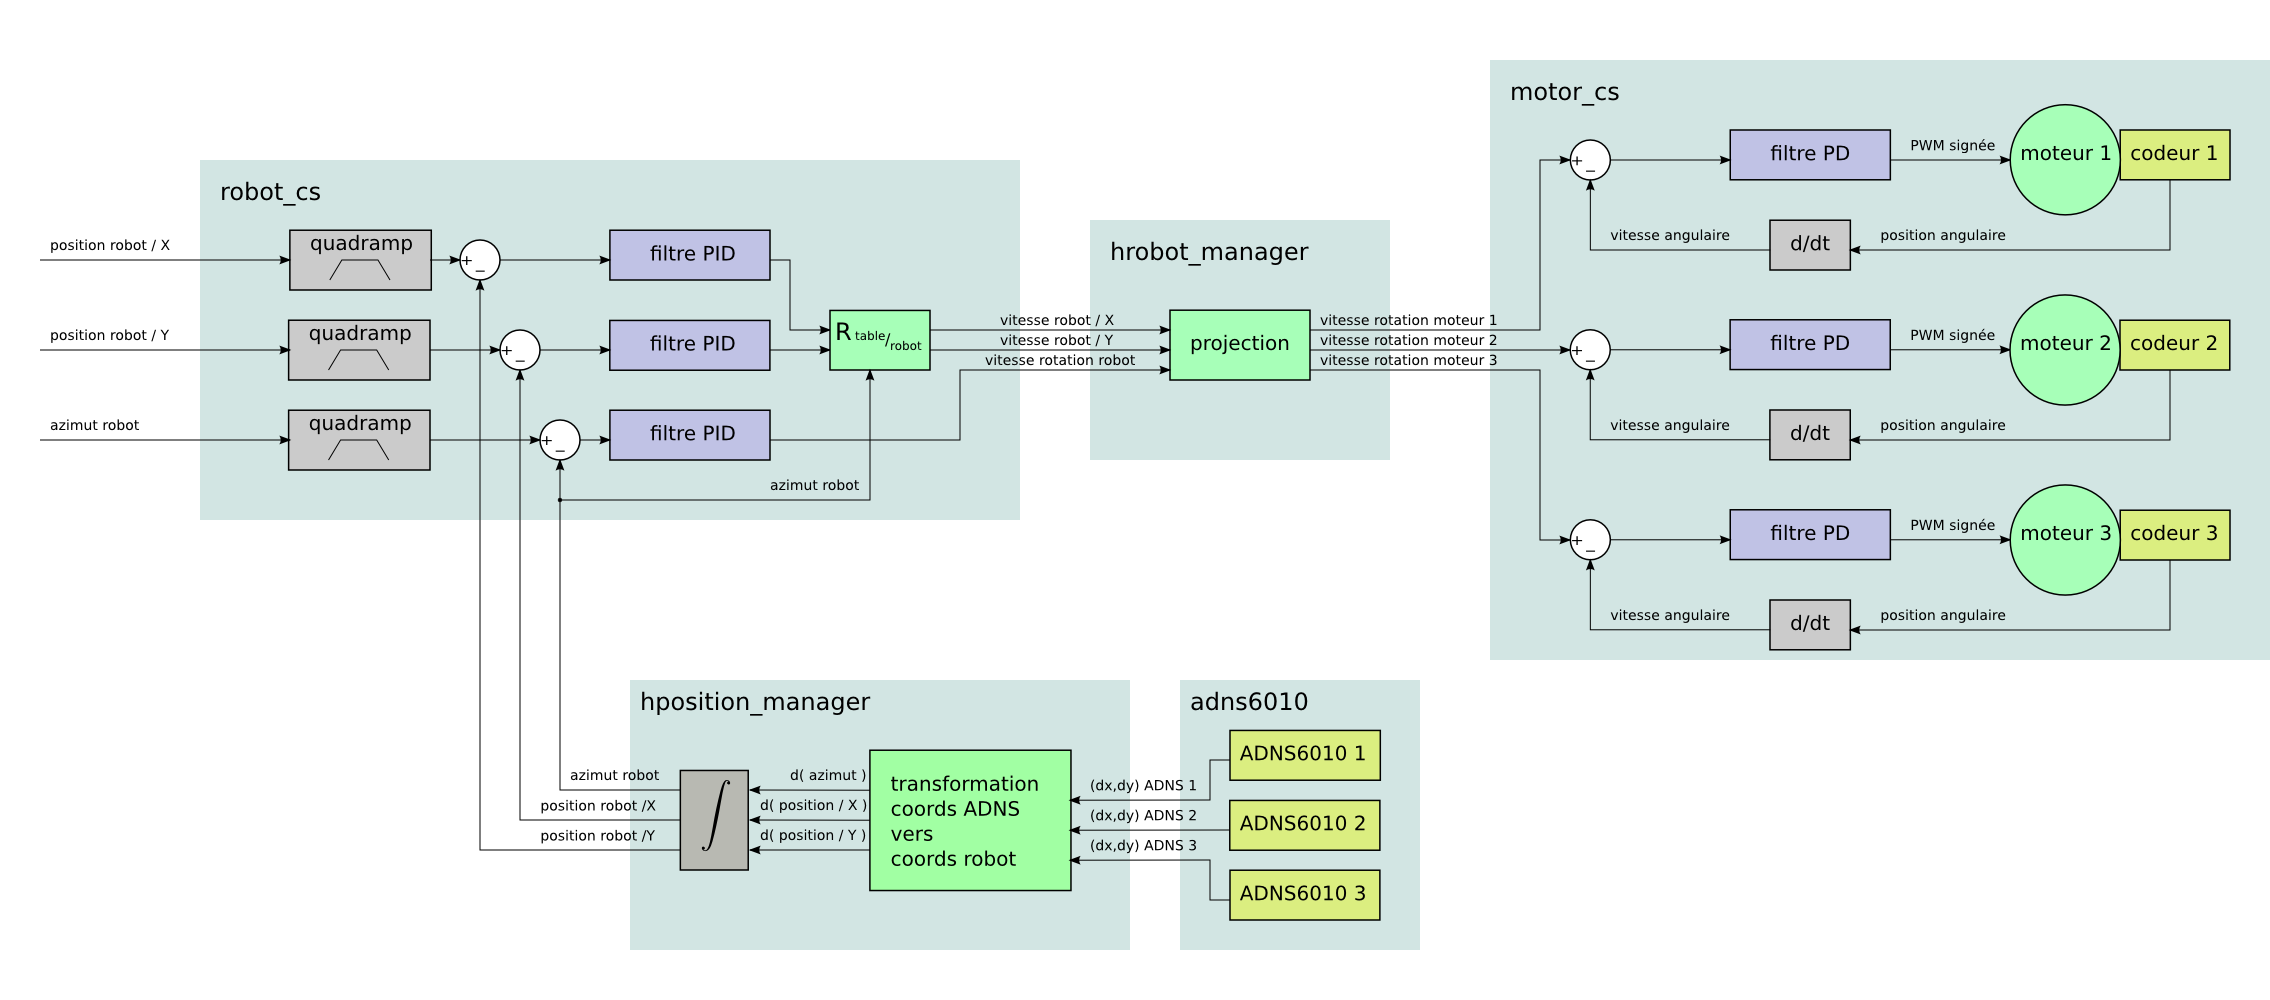 robot_cs
position robot / X
quadramp
+
−
filtre PID
position robot / Y
quadramp
+
−
filtre PID
R table/robot
azimut robot
quadramp
+
−
filtre PID
azimut robot
vitesse robot / X
vitesse robot / Y
vitesse rotation robot
hrobot_manager
projection
vitesse rotation moteur 1
vitesse rotation moteur 2
vitesse rotation moteur 3
motor_cs
+
−
filtre PD
PWM signée
moteur 1
codeur 1
vitesse angulaire
d/dt
position angulaire
+
−
filtre PD
PWM signée
moteur 2
codeur 2
vitesse angulaire
d/dt
position angulaire
+
−
filtre PD
PWM signée
moteur 3
codeur 3
vitesse angulaire
d/dt
position angulaire
hposition_manager
azimut robot
position robot /X
position robot /Y
∫
d( azimut )
d( position / X )
d( position / Y )
transformation
coords ADNS
vers
coords robot
(dx,dy) ADNS 1
(dx,dy) ADNS 2
(dx,dy) ADNS 3
adns6010
ADNS6010 1
ADNS6010 2
ADNS6010 3